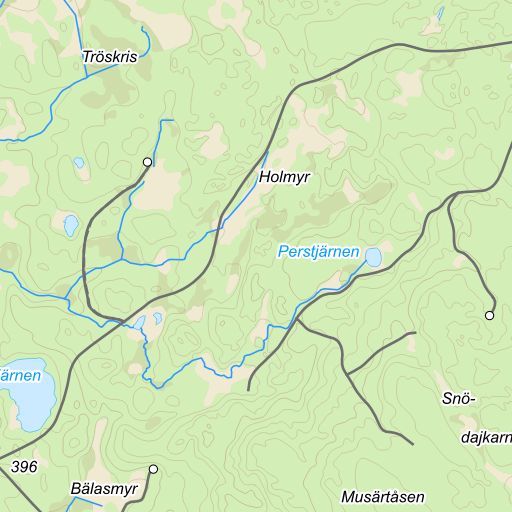 Tröskris
Holmyr
Perstjärnen
järnen
Snö-
dajkarn
396
Bälasmyr
Musärtåsen